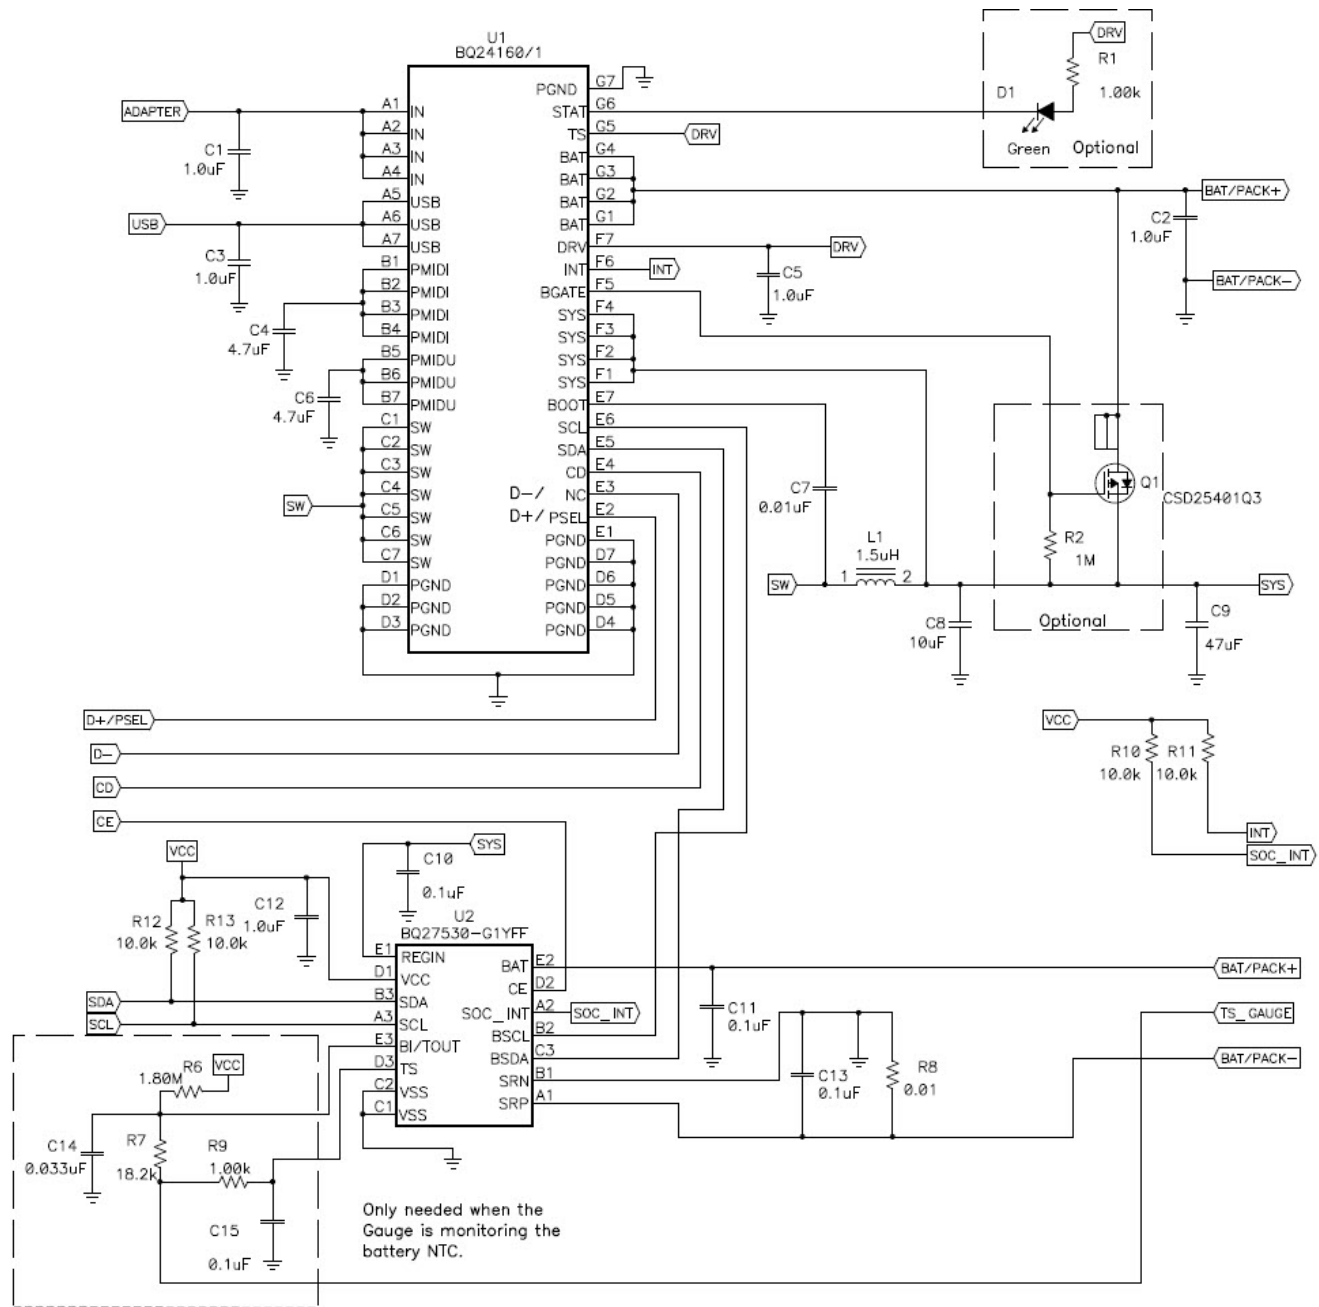 U1
BQ24160/1
ADAPTER
C1
1.0uF
USB
C3
1.0uF
C4
4.7uF
C6
4.7uF
SW
A1 IN
A2 IN
A3 IN
A4 IN
A5 USB
A6 USB
A7 USB
B1 PMIDI
B2 PMIDI
B3 PMIDI
B4 PMIDI
B5 PMIDU
B6 PMIDU
B7 PMIDU
C1 SW
C2 SW
C3 SW
C4 SW
C5 SW
C6 SW
C7 SW
D1 PGND
D2 PGND
D3 PGND
PGND G7
STAT G6
TS G5
BAT G4
BAT G3
BAT G2
BAT G1
DRV F7
INT F6
BGATE F5
SYS F4
SYS F3
SYS F2
SYS F1
BOOT E7
SCL E6
SDA E5
CD E4
D-/ NC E3
D+/ PSEL E2
PGND E1
PGND D7
PGND D6
PGND D5
PGND D4
DRV
R1
1.00k
D1
Green
Optional
DRV
BAT/PACK+
C2
1.0uF
BAT/PACK-
DRV
C5
1.0uF
INT
C7
0.01uF
L1
1.5uH
SW
1
2
R2
1M
Q1
CSD25401Q3
Optional
SYS
C8
10uF
C9
47uF
D+/PSEL
D-
CD
CE
VCC
R10
10.0k
R11
10.0k
INT
SOC_INT
VCC
R12
10.0k
R13
10.0k
C12
1.0uF
SYS
C10
0.1uF
U2
BQ27530-G1YFF
SDA
SCL
E1 REGIN
D1 VCC
B3 SDA
A3 SCL
E3 BI/TOUT
D3 TS
C2 VSS
C1 VSS
BAT E2
CE D2
SOC_INT A2
BSCL B2
BSDA C3
SRN B1
SRP A1
SOC_INT
C11
0.1uF
C13
0.1uF
R8
0.01
BAT/PACK+
TS_GAUGE
BAT/PACK-
VCC
R6
1.80M
C14
0.033uF
R7
18.2k
R9
1.00k
C15
0.1uF
Only needed when the
Gauge is monitoring the
battery NTC.